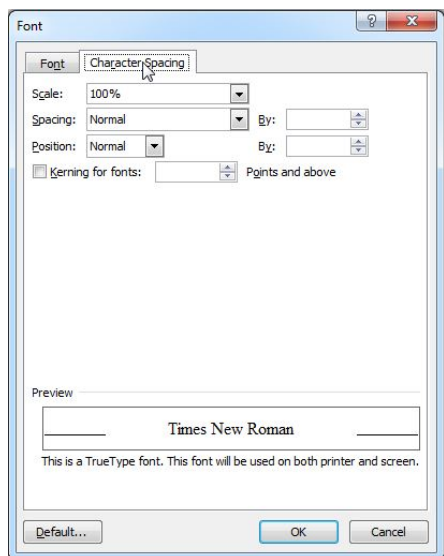 Font
Font Character Spacing
Scale: 100%
Spacing: Normal By:
Position: Normal By:
Kerning for fonts: Points and above
Preview
Times New Roman
This is a TrueType font. This font will be used on both printer and screen.
Default... OK Cancel